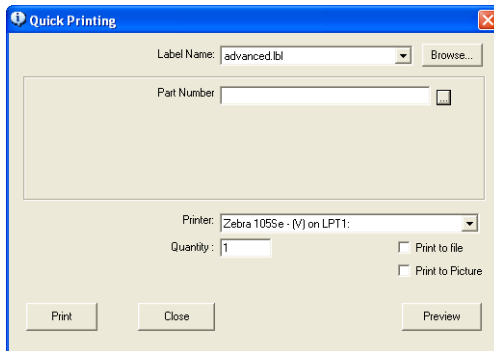 Quick Printing
Label Name: advanced.lbl Browse...
Part Number ...
Printer: Zebra 105Se - (V) on LPT1:
Quantity : 1 Print to file
Print to Picture
Print Close Preview